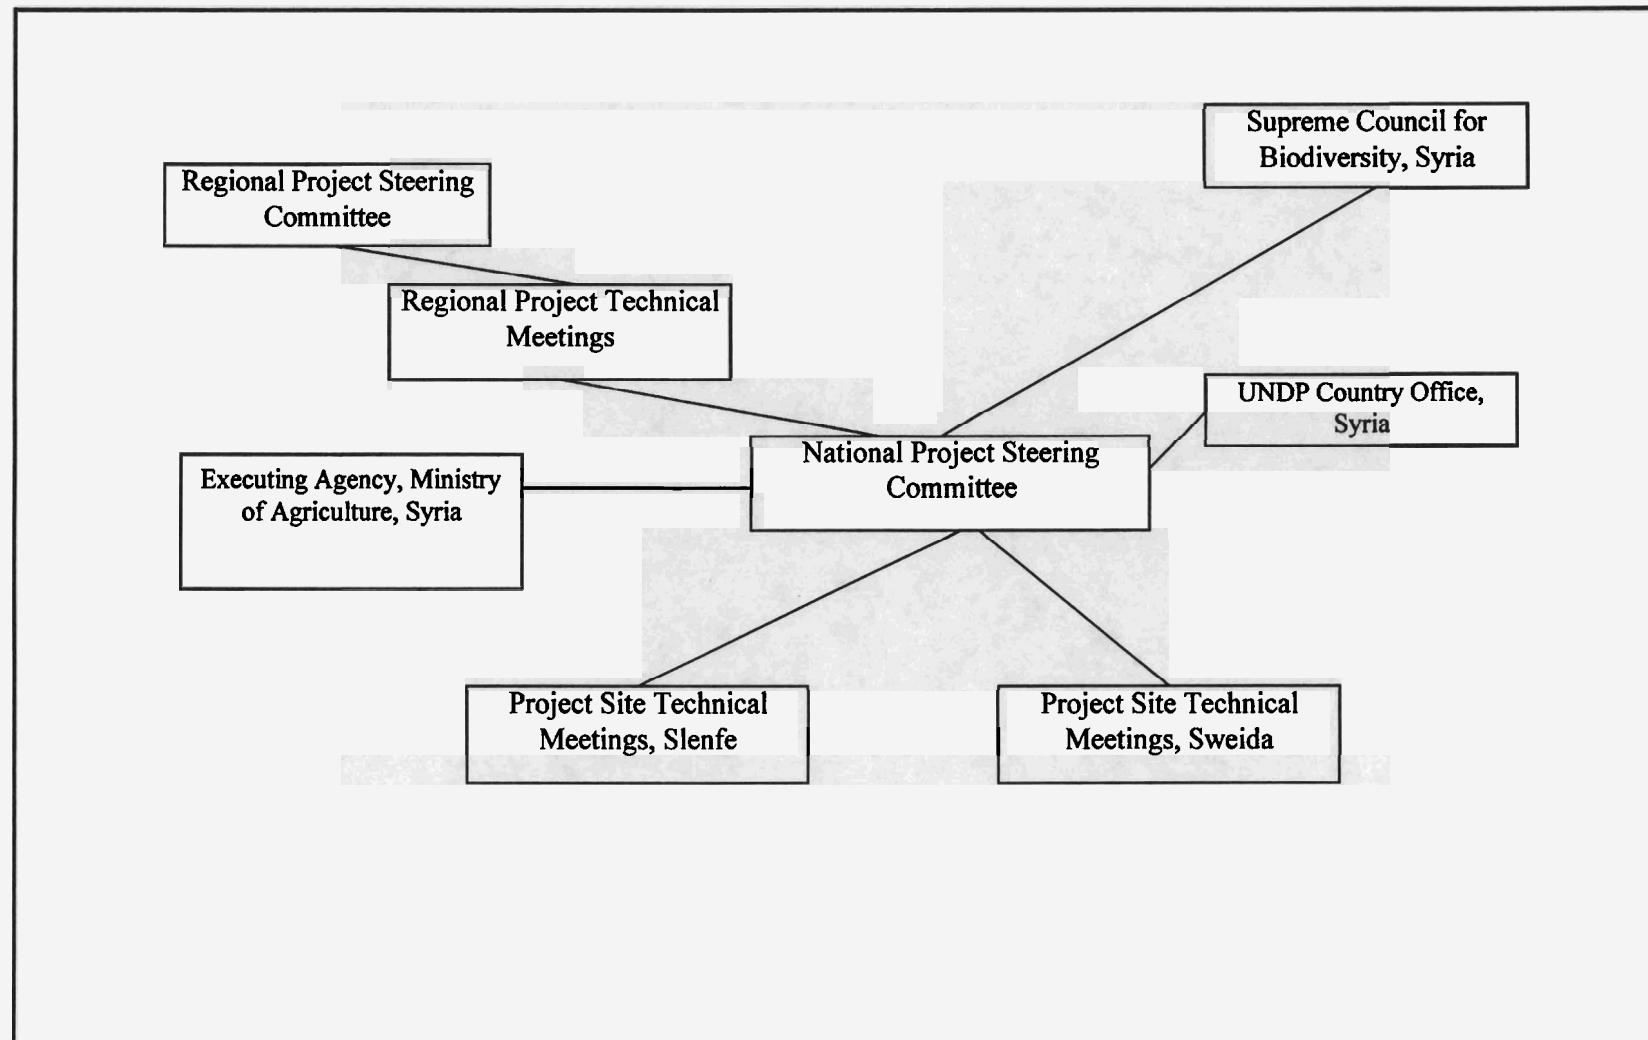 Supreme Council for
Biodiversity, Syria
Regional Project Steering
Committee
Regional Project Technical
Meetings
UNDP Country Office,
Syria
National Project Steering
Committee
Executing Agency, Ministry
of Agriculture, Syria
Project Site Technical
Meetings, Slenfe
Project Site Technical
Meetings, Sweida